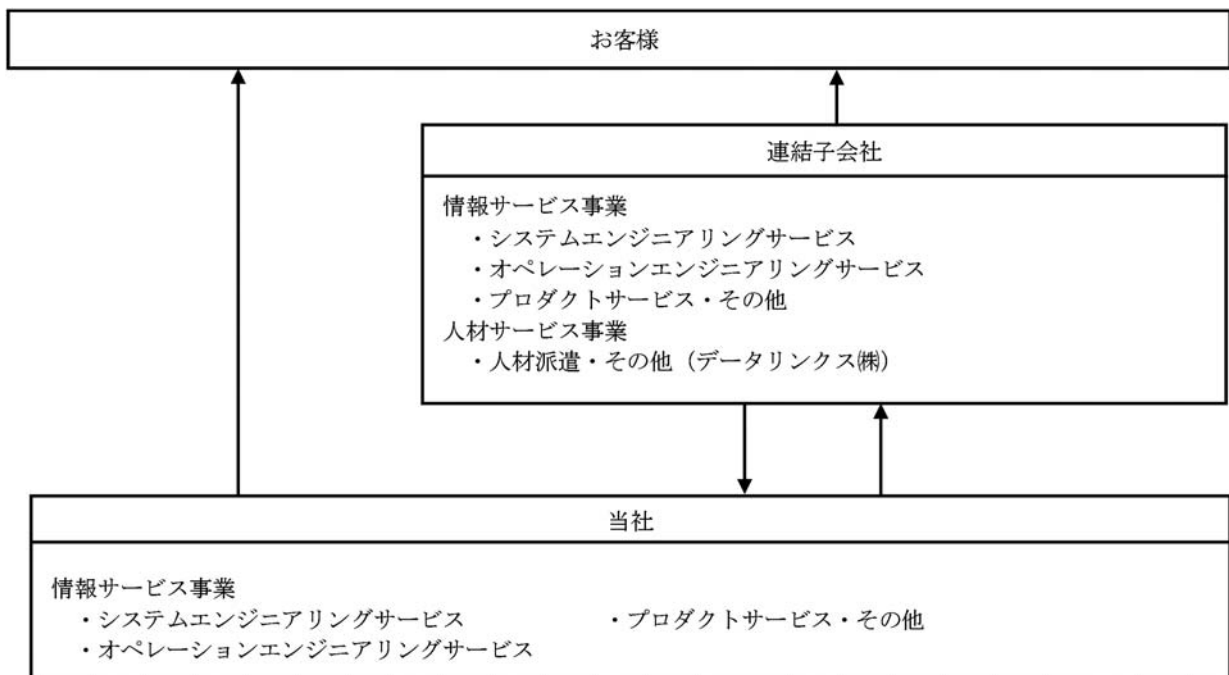 お客様
連結子会社
情報サービス事業
・システムエンジニアリングサービス
・オペレーションエンジニアリングサービス
・プロダクトサービス・その他
人材サービス事業
・人材派遣・その他（データリンクス㈱）
当社
情報サービス事業
・システムエンジニアリングサービス　・プロダクトサービス・その他
・オペレーションエンジニアリングサービス